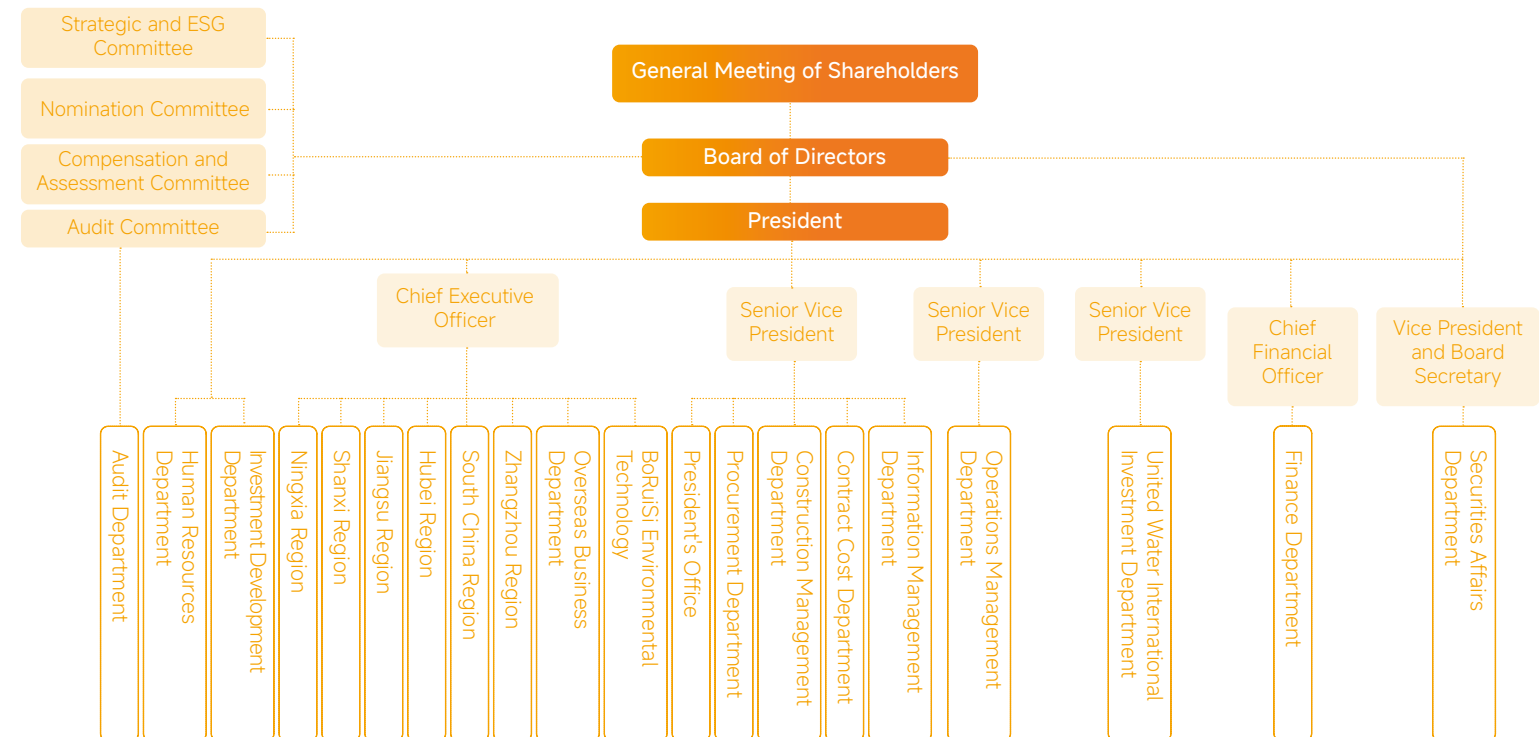 Strategic and ESG
Committee
General Meeting of Shareholders
Nomination Committee
Board of Directors
Compensation and
Assessment Committee
President
Audit Committee
Chief Executive
Officer
Senior Vice
President
Senior Vice
President
Senior Vice
President
Chief
Financial
Officer
Vice President
and Board
Secretary
Audit Department
Human Resources
Department
Investment Development
Department
Ningxia Region
Shanxi Region
Jiangsu Region
Hubei Region
South China Region
Zhangzhou Region
Overseas Business
Department
BoRuiSi Environmental
Technology
President's Office
Procurement Department
Construction Management
Department
Contract Cost Department
Information Management
Department
Operations Management
Department
United Water International
Investment Department
Finance Department
Securities Affairs
Department